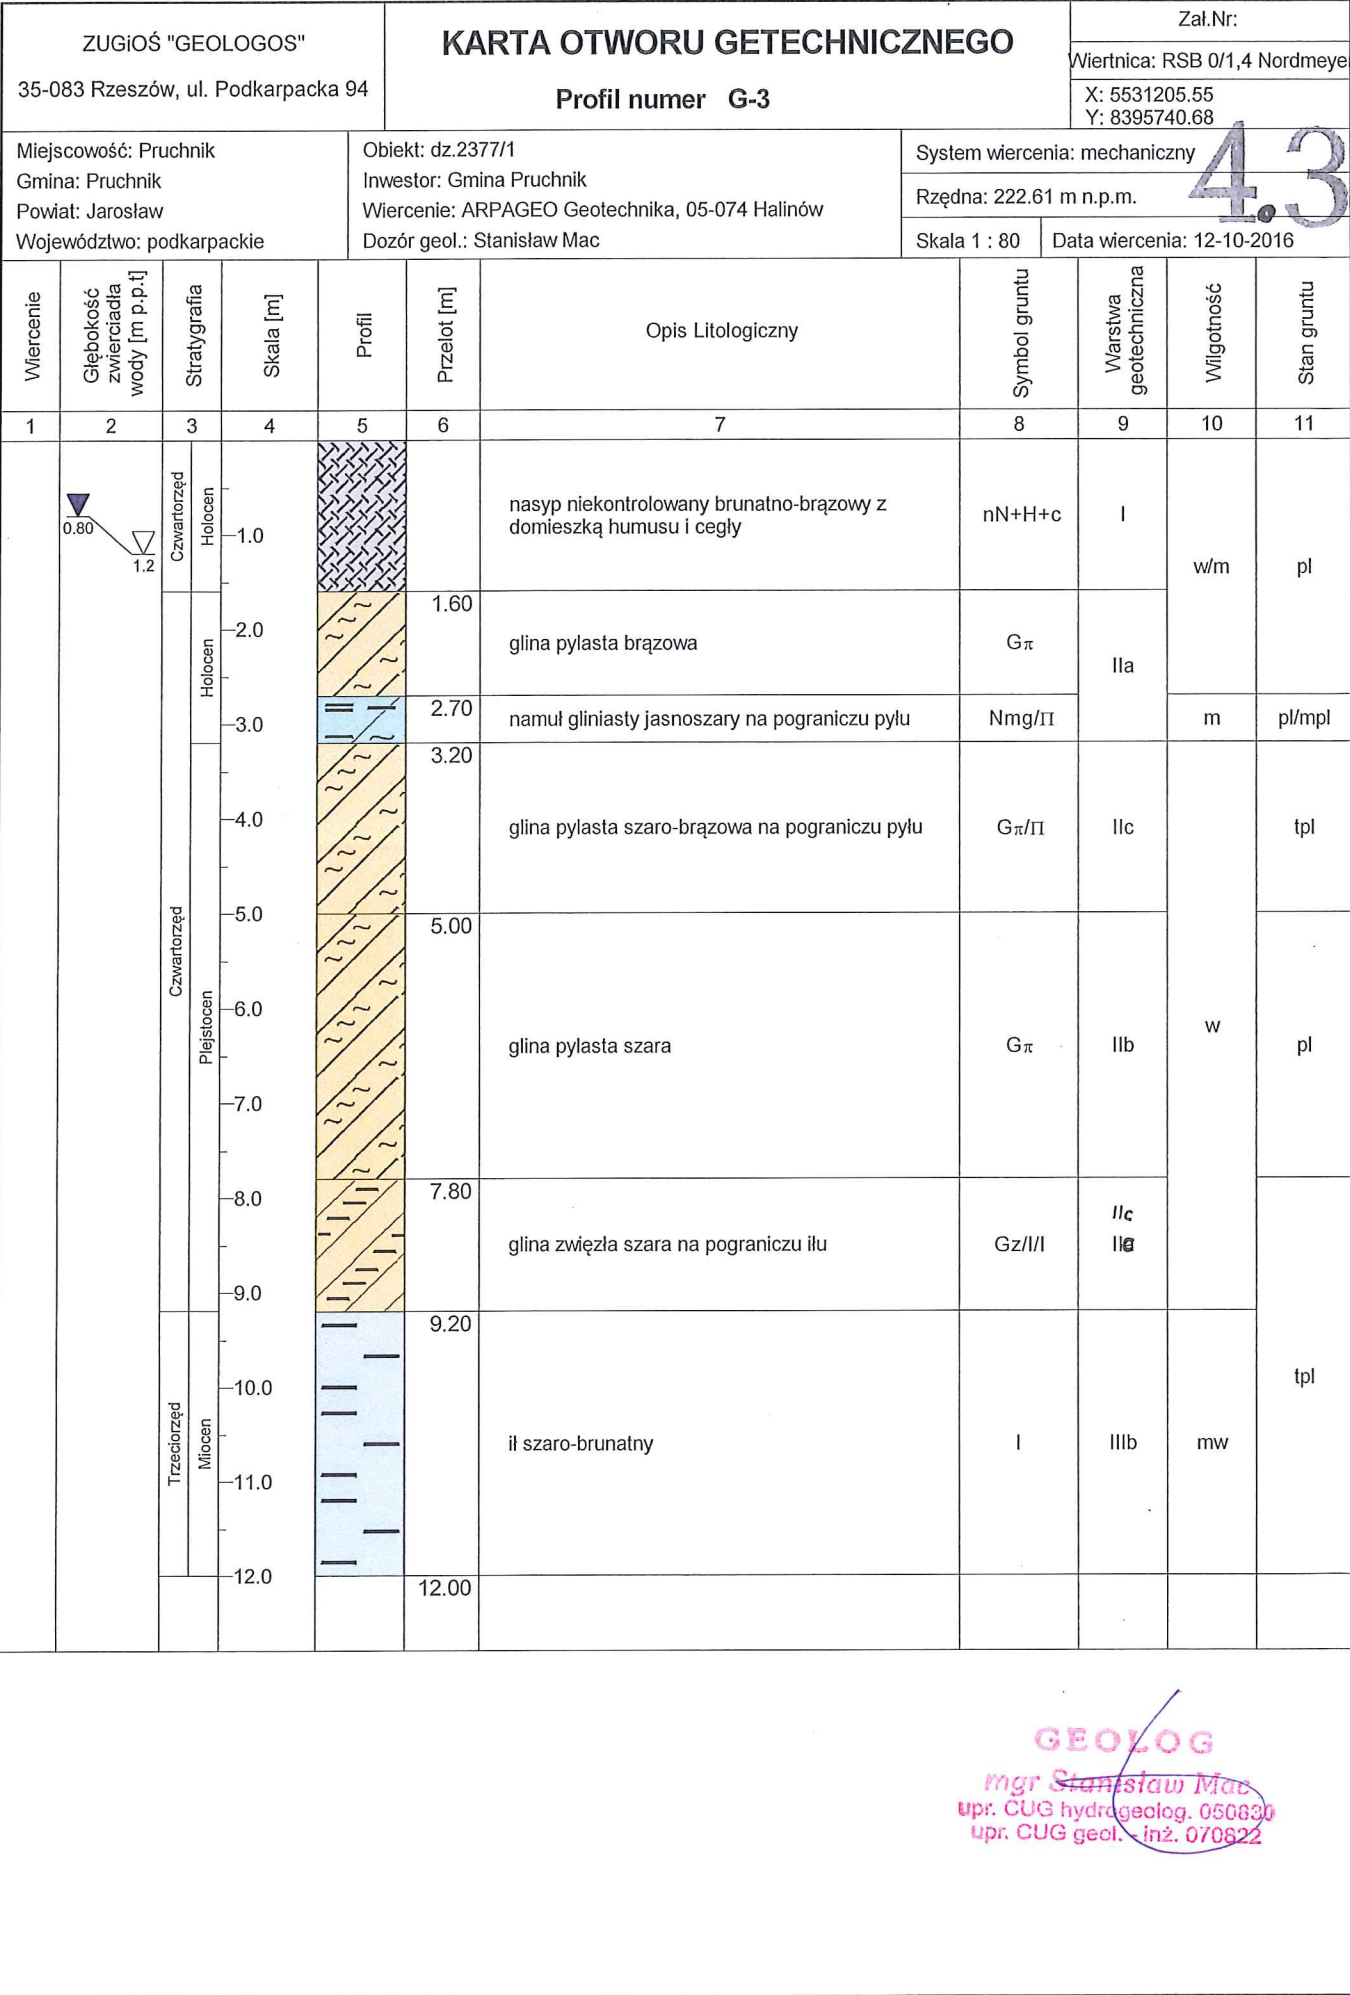 ZUGiOŚ "GEOLOGOS"
35-083 Rzeszów, ul. Podkarpacka 94
KARTA OTWORU GETECHNICZNEGO
Profil numer G-3
Zał.Nr:
Wiertnica: RSB 0/1,4 Nordmeye
X: 5531205.55
Y: 8395740.68
4.3
Miejscowość: Pruchnik
Gmina: Pruchnik
Powiat: Jarosław
Województwo: podkarpackie
Obiekt: dz.2377/1
Inwestor: Gmina Pruchnik
Wiercenie: ARPAGEO Geotechnika, 05-074 Halinów
Dozór geol.: Stanisław Mac
System wiercenia: mechaniczny
Rzędna: 222.61 m n.p.m.
Skala 1 : 80
Data wiercenia: 12-10-2016
Wiercenie
Głębokość
zwierciadła
wody [m p.p.t]
Stratygrafia
Skala [m]
Profil
Przelot [m]
Opis Litologiczny
Symbol gruntu
Warstwa
geotechniczna
Wilgotność
Stan gruntu
1 2 3 4 5 6 7 8 9 10 11
0.80
1.2
Czwartorzęd
Holocen
1.0
nasyp niekontrolowany brunatno-brązowy z
domieszką humusu i cegły
nN+H+c
I
w/m
pl
1.60
Holocen
2.0
glina pylasta brązowa
Gπ
IIa
2.70
3.0
namuł gliniasty jasnoszary na pograniczu pyłu
Nmg/Π
m
pl/mpl
3.20
4.0
glina pylasta szaro-brązowa na pograniczu pyłu
Gπ/Π
IIc
tpl
Czwartorzęd
Plejstocen
5.0
5.00
6.0
glina pylasta szara
Gπ
IIb
w
pl
7.0
7.80
8.0
glina zwięzła szara na pograniczu iłu
Gz/I/I
IIc
9.0
9.20
Trzeciorzęd
Miocen
10.0
ił szaro-brunatny
I
IIIb
mw
tpl
11.0
12.0
12.00
GEOLOG
mgr Stanisław Mac
upr. CUG hydrogeolog. 050830
upr. CUG geol. - inż. 070822